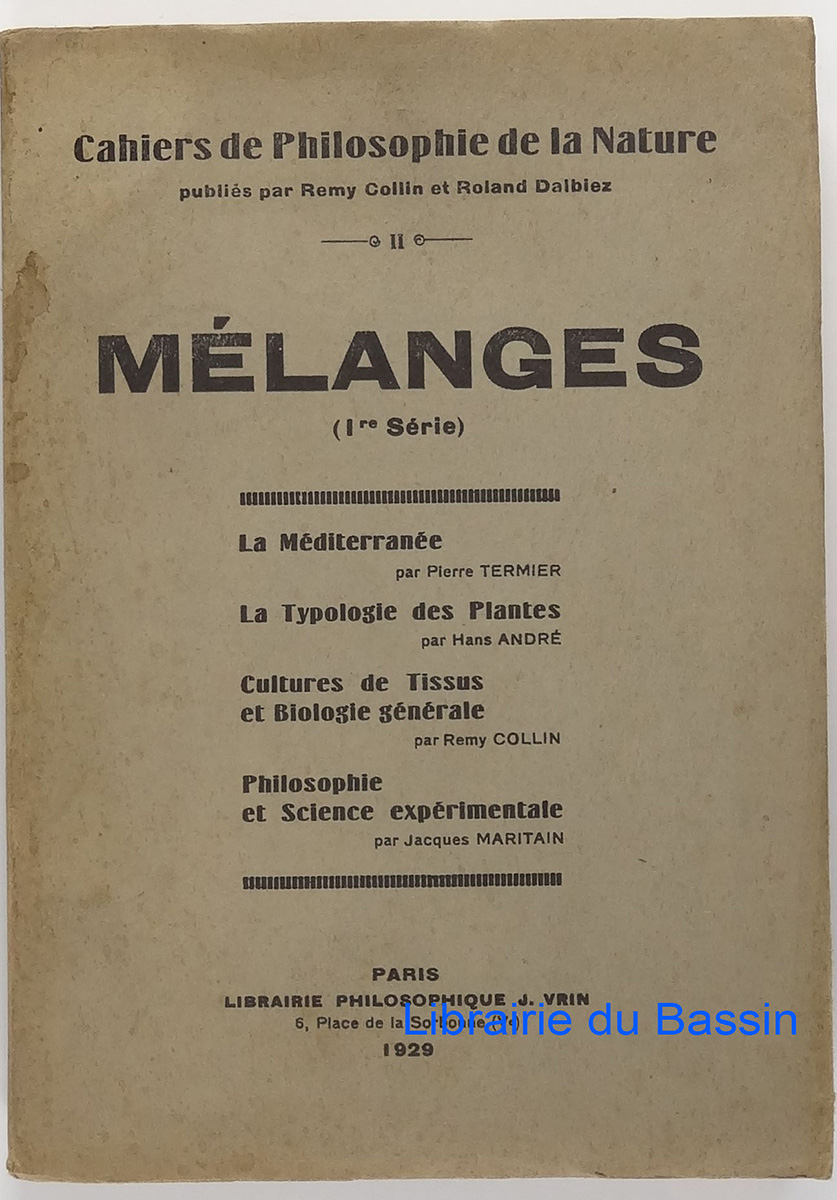 Cahiers de Philosophie de la Nature
publiés par Remy Collin et Roland Dalbiez
II
MÉLANGES
(Ire Série)
La Méditerranée
par Pierre TERMIER
La Typologie des Plantes
par Hans ANDRÉ
Cultures de Tissus
et Biologie générale
par Remy COLLIN
Philosophie
et Science expérimentale
par Jacques MARITAIN
PARIS
LIBRAIRIE PHILOSOPHIQUE J. VRIN
6, Place de la Sorbonne (Ve)
Librairie du Bassin
1929